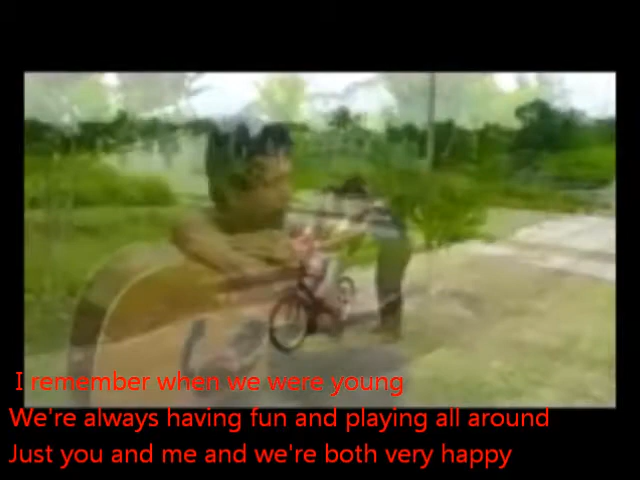 I remember when we were young
We're always having fun and playing all around
Just you and me and we're both very happy